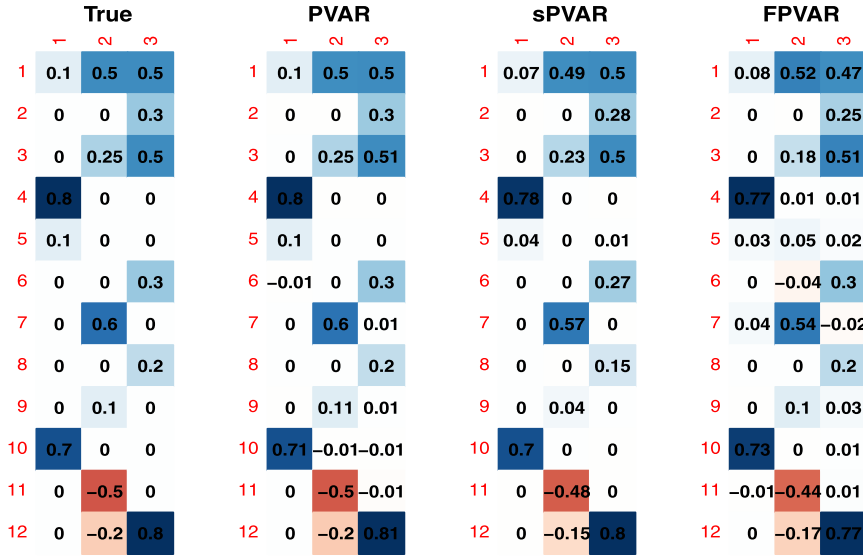 True PVAR sPVAR FPVAR
1 2 3 1 2 3 1 2 3 1 2 3
1 0.1 0.5 0.5 1 0.1 0.5 0.5 1 0.07 0.49 0.5 1 0.08 0.52 0.47
2 0 0 0.3 2 0 0 0.3 2 0 0 0.28 2 0 0 0.25
3 0 0.25 0.5 3 0 0.25 0.51 3 0 0.23 0.5 3 0 0.18 0.51
4 0.8 0 0 4 0.8 0 0 4 0.78 0 0 4 0.77 0.01 0.01
5 0.1 0 0 5 0.1 0 0 5 0.04 0 0.01 5 0.03 0.05 0.02
6 0 0 0.3 6 −0.01 0 0.3 6 0 0 0.27 6 0 −0.04 0.3
7 0 0.6 0 7 0 0.6 0.01 7 0 0.57 0 7 0.04 0.54 −0.02
8 0 0 0.2 8 0 0 0.2 8 0 0 0.15 8 0 0 0.2
9 0 0.1 0 9 0 0.11 0.01 9 0 0.04 0 9 0 0.1 0.03
10 0.7 0 0 10 0.71 −0.01 −0.01 10 0.7 0 0 10 0.73 0 0.01
11 0 −0.5 0 11 0 −0.5 −0.01 11 0 −0.48 0 11 −0.01 −0.44 0.01
12 0 −0.2 0.8 12 0 −0.2 0.81 12 0 −0.15 0.8 12 0 −0.17 0.77